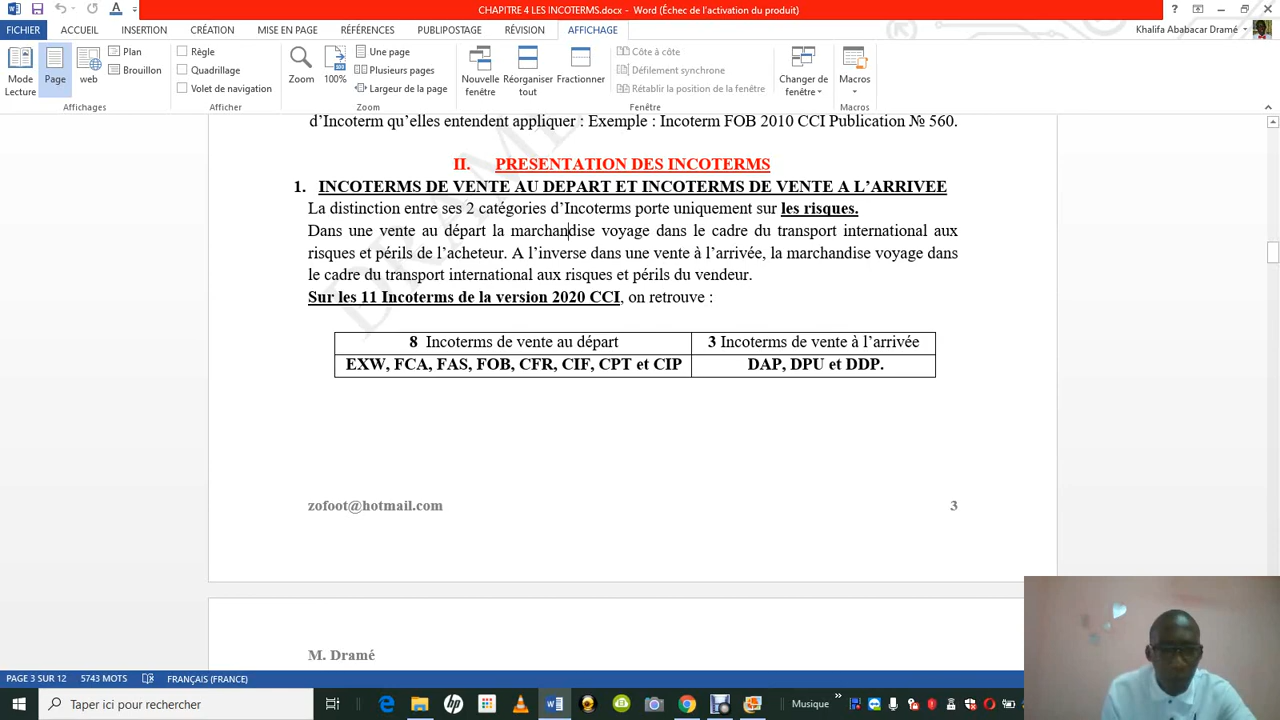 CHAPITRE 4 LES INCOTERMS.docx - Word (Échec de l'activation du produit)
FICHIER ACCUEIL INSERTION CRÉATION MISE EN PAGE RÉFÉRENCES PUBLIPOSTAGE RÉVISION AFFICHAGE Khalifa Ababacar Dramé
Mode Lecture
Page
web
Plan
Brouillon
Affichages
Règle
Quadrillage
Volet de navigation
Afficher
Zoom
100%
Une page
Plusieurs pages
Largeur de la page
Zoom
Nouvelle fenêtre
Réorganiser tout
Fractionner
Côte à côte
Défilement synchrone
Rétablir la position de la fenêtre
Changer de fenêtre
Fenêtre
Macros
Macros
d'Incoterm qu'elles entendent appliquer : Exemple : Incoterm FOB 2010 CCI Publication № 560.
II. PRESENTATION DES INCOTERMS
1. INCOTERMS DE VENTE AU DEPART ET INCOTERMS DE VENTE A L'ARRIVEE
La distinction entre ses 2 catégories d'Incoterms porte uniquement sur les risques.
Dans une vente au départ la marchandise voyage dans le cadre du transport international aux
risques et périls de l'acheteur. A l'inverse dans une vente à l'arrivée, la marchandise voyage dans
le cadre du transport international aux risques et périls du vendeur.
Sur les 11 Incoterms de la version 2020 CCI, on retrouve :
8 Incoterms de vente au départ 3 Incoterms de vente à l'arrivée
EXW, FCA, FAS, FOB, CFR, CIF, CPT et CIP DAP, DPU et DDP.
DRAME
zofoot@hotmail.com 3
M. Dramé
PAGE 3 SUR 12 5743 MOTS FRANÇAIS (FRANCE)
Taper ici pour rechercher
Musique